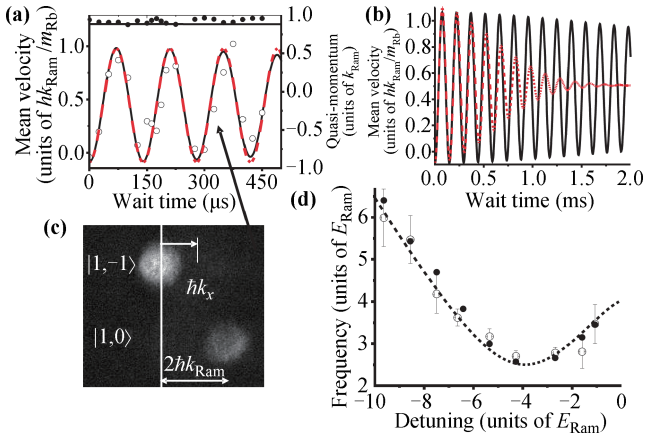 (a)
Mean velocity
(units of ħk_Ram/m_Rb)
1.0
0.5
0.0
0
150
300
450
Wait time (μs)
1.0
0.5
0.0
−0.5
−1.0
Quasi-momentum
(units of k_Ram)
(b)
Mean velocity
(units of ħk_Ram/m_Rb)
1.0
0.8
0.6
0.4
0.2
0.0
0.0
0.5
1.0
1.5
2.0
Wait time (ms)
(c)
|1,−1⟩
ħk_x
|1,0⟩
2ħk_Ram
(d)
Frequency (units of E_Ram)
6
5
4
3
2
−10
−8
−6
−4
−2
0
Detuning (units of E_Ram)